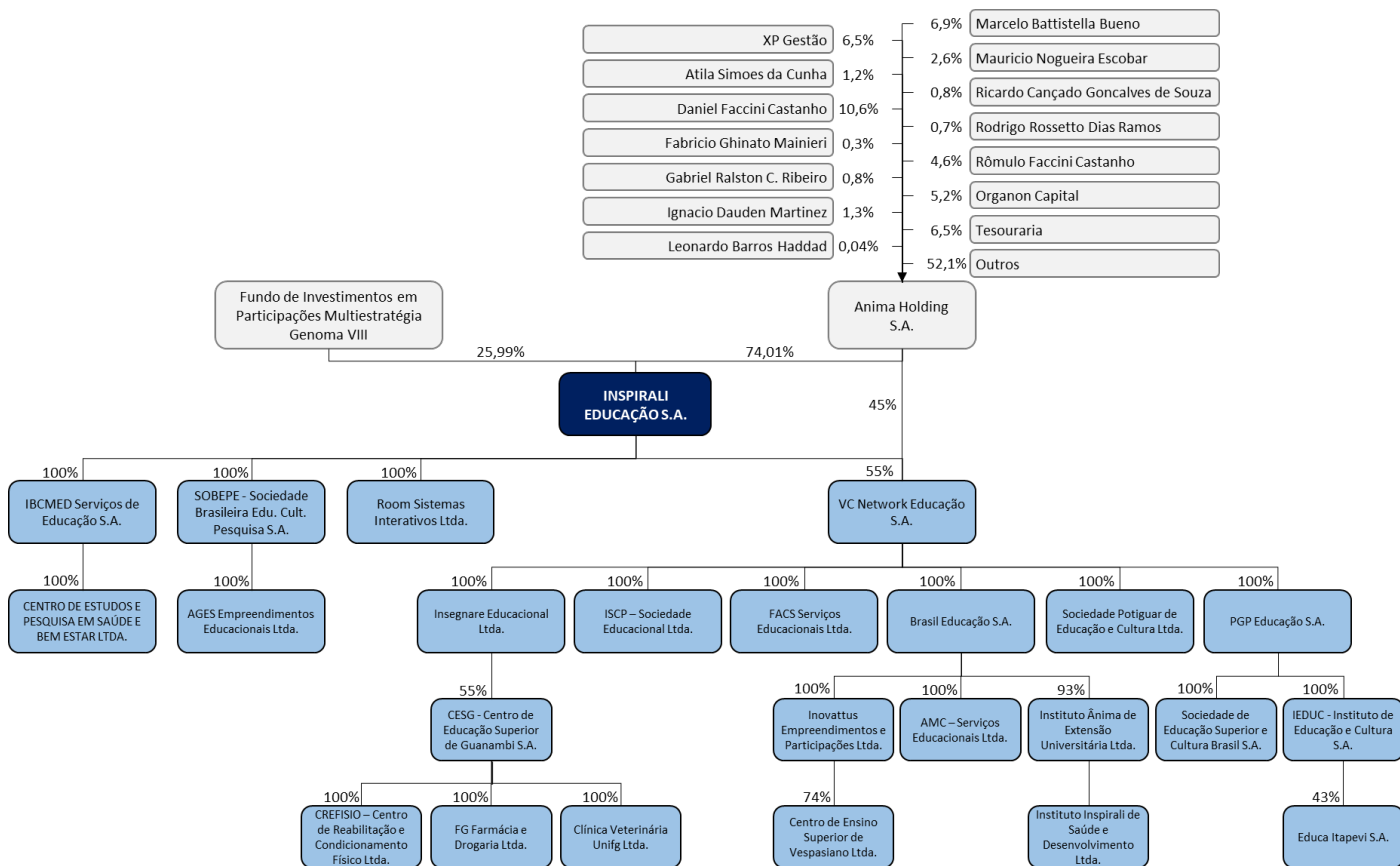 XP Gestão 6,5%
Atila Simoes da Cunha 1,2%
Daniel Faccini Castanho 10,6%
Fabricio Ghinato Mainieri 0,3%
Gabriel Ralston C. Ribeiro 0,8%
Ignacio Dauden Martinez 1,3%
Leonardo Barros Haddad 0,04%
6,9% Marcelo Battistella Bueno
2,6% Mauricio Nogueira Escobar
0,8% Ricardo Cançado Goncalves de Souza
0,7% Rodrigo Rossetto Dias Ramos
4,6% Rômulo Faccini Castanho
5,2% Organon Capital
6,5% Tesouraria
52,1% Outros
Fundo de Investimentos em
Participações Multiestratégia
Genoma VIII
Anima Holding
S.A.
25,99%
74,01%
INSPIRALI
EDUCAÇÃO S.A.
45%
100%
IBCMED Serviços de
Educação S.A.
100%
SOBEPE - Sociedade
Brasileira Edu. Cult.
Pesquisa S.A.
100%
Room Sistemas
Interativos Ltda.
55%
VC Network Educação
S.A.
100%
CENTRO DE ESTUDOS E
PESQUISA EM SAÚDE E
BEM ESTAR LTDA.
100%
AGES Empreendimentos
Educacionais Ltda.
100%
Insegnare Educacional
Ltda.
100%
ISCP – Sociedade
Educacional Ltda.
100%
FACS Serviços
Educacionais Ltda.
100%
Brasil Educação S.A.
100%
Sociedade Potiguar de
Educação e Cultura Ltda.
100%
PGP Educação S.A.
55%
CESG - Centro de
Educação Superior
de Guanambi S.A.
100%
Inovattus
Empreendimentos e
Participações Ltda.
100%
AMC – Serviços
Educacionais Ltda.
93%
Instituto Ânima de
Extensão
Universitária Ltda.
100%
Sociedade de
Educação Superior e
Cultura Brasil S.A.
100%
IEDUC - Instituto de
Educação e Cultura
S.A.
100%
CREFISIO – Centro
de Reabilitação e
Condicionamento
Físico Ltda.
100%
FG Farmácia e
Drogaria Ltda.
100%
Clínica Veterinária
Unifg Ltda.
74%
Centro de Ensino
Superior de
Vespasiano Ltda.
Instituto Inspirali de
Saúde e
Desenvolvimento
Ltda.
43%
Educa Itapevi S.A.